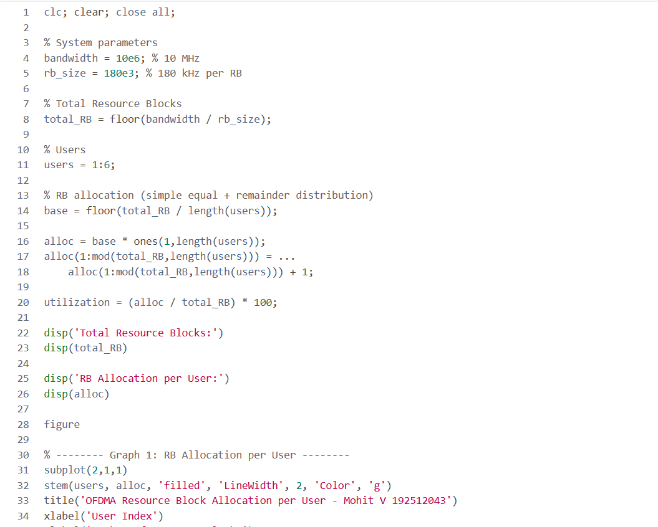 1 clc; clear; close all;
2
3 % System parameters
4 bandwidth = 10e6; % 10 MHz
5 rb_size = 180e3; % 180 kHz per RB
6
7 % Total Resource Blocks
8 total_RB = floor(bandwidth / rb_size);
9
10 % Users
11 users = 1:6;
12
13 % RB allocation (simple equal + remainder distribution)
14 base = floor(total_RB / length(users));
15
16 alloc = base * ones(1,length(users));
17 alloc(1:mod(total_RB,length(users))) = ...
18 alloc(1:mod(total_RB,length(users))) + 1;
19
20 utilization = (alloc / total_RB) * 100;
21
22 disp('Total Resource Blocks:')
23 disp(total_RB)
24
25 disp('RB Allocation per User:')
26 disp(alloc)
27
28 figure
29
30 % -------- Graph 1: RB Allocation per User --------
31 subplot(2,1,1)
32 stem(users, alloc, 'filled', 'LineWidth', 2, 'Color', 'g')
33 title('OFDMA Resource Block Allocation per User - Mohit V 192512043')
34 xlabel('User Index')